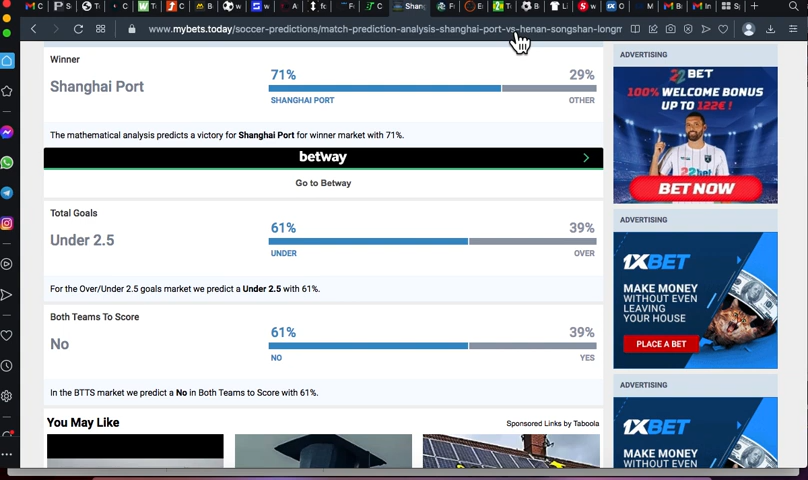 www.mybets.today/soccer-predictions/match-prediction-analysis-shanghai-port-vs-henan-songshan-longm
Winner
Shanghai Port
71%
29%
SHANGHAI PORT
OTHER
The mathematical analysis predicts a victory for Shanghai Port for winner market with 71%.
betway
Go to Betway
Total Goals
Under 2.5
61%
39%
UNDER
OVER
For the Over/Under 2.5 goals market we predict a Under 2.5 with 61%.
Both Teams To Score
No
61%
39%
NO
YES
In the BTTS market we predict a No in Both Teams to Score with 61%.
You May Like
Sponsored Links by Taboola
ADVERTISING
22BET
100% WELCOME BONUS
UP TO 122€ !
BET NOW
ADVERTISING
1XBET
MAKE MONEY
WITHOUT EVEN
LEAVING
YOUR HOUSE
PLACE A BET
ADVERTISING
1XBET
MAKE MONEY
WITHOUT EVEN